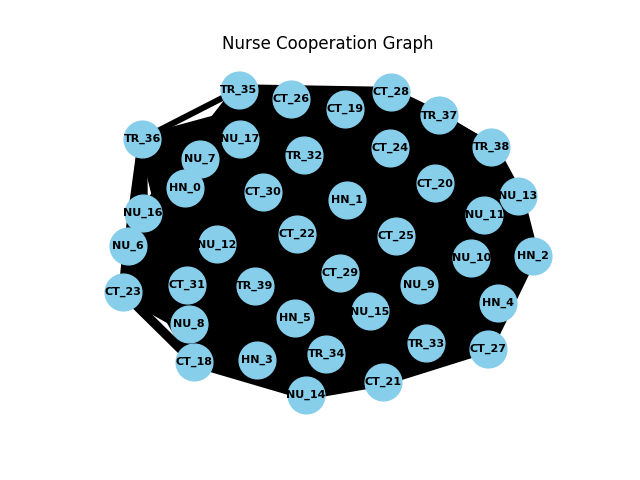 Nurse Cooperation Graph
TR_35
CT_26
CT_28
CT_19
TR_37
TR_36
NU_17
TR_38
CT_24
TR_32
NU_7
CT_20
HN_0
CT_30
NU_13
HN_1
NU_16
NU_11
CT_22
CT_25
NU_6
NU_12
HN_2
NU_10
CT_29
CT_31
TR_39
NU_9
CT_23
HN_4
NU_15
HN_5
NU_8
TR_33
CT_27
TR_34
HN_3
CT_18
CT_21
NU_14